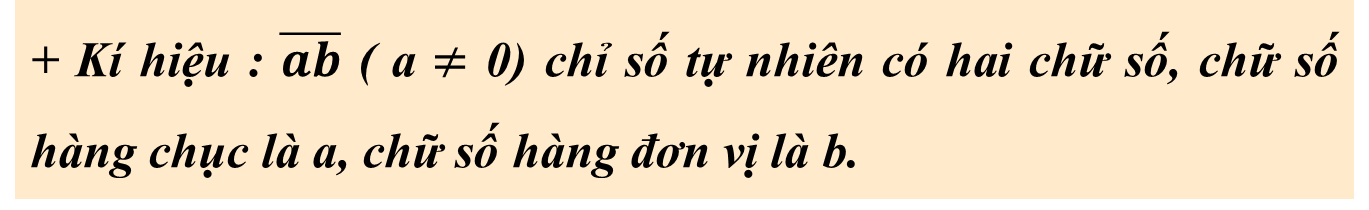 + Kí hiệu : $\overline{ab}$ ( a ≠ 0) chỉ số tự nhiên có hai chữ số, chữ số
hàng chục là a, chữ số hàng đơn vị là b.